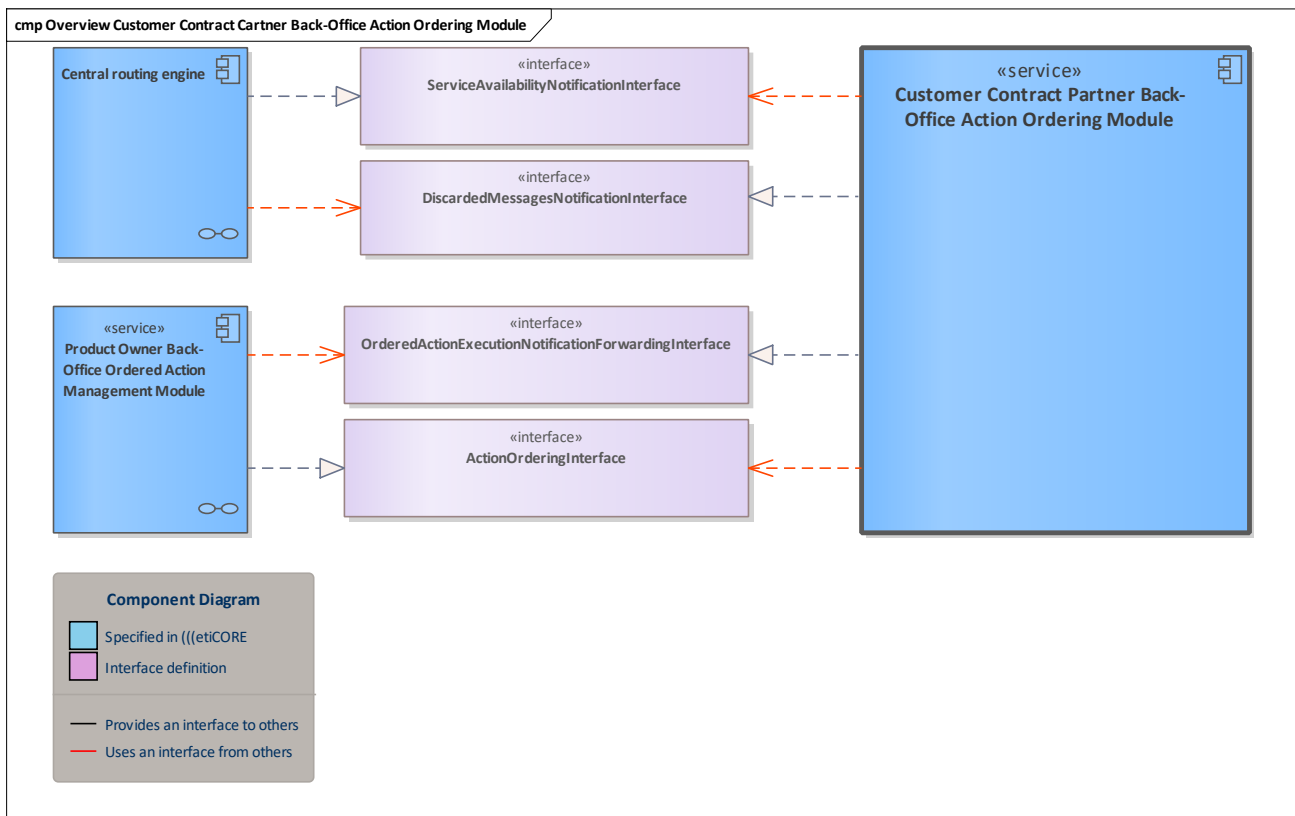 cmp Overview Customer Contract Cartner Back-Office Action Ordering Module
Central routing engine
«interface»
ServiceAvailabilityNotificationInterface
«service»
Customer Contract Partner Back-
Office Action Ordering Module
«interface»
DiscardedMessagesNotificationInterface
«service»
Product Owner Back-
Office Ordered Action
Management Module
«interface»
OrderedActionExecutionNotificationForwardingInterface
«interface»
ActionOrderingInterface
Component Diagram
Specified in (((etiCORE
Interface definition
Provides an interface to others
Uses an interface from others